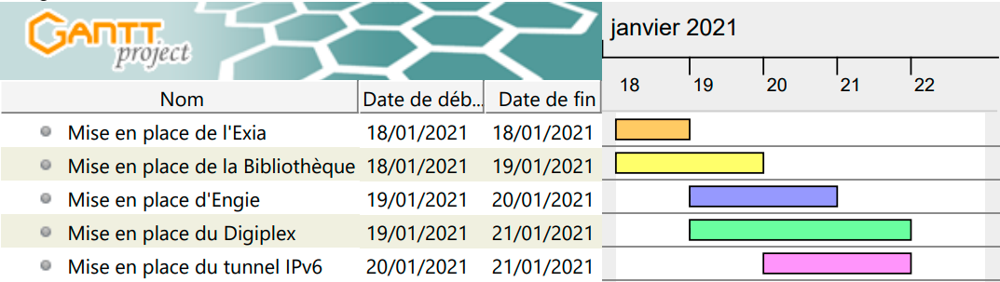 GANTT
project
janvier 2021
18 19 20 21 22
Nom Date de déb... Date de fin
Mise en place de l'Exia 18/01/2021 18/01/2021
Mise en place de la Bibliothèque 18/01/2021 19/01/2021
Mise en place d'Engie 19/01/2021 20/01/2021
Mise en place du Digiplex 19/01/2021 21/01/2021
Mise en place du tunnel IPv6 20/01/2021 21/01/2021